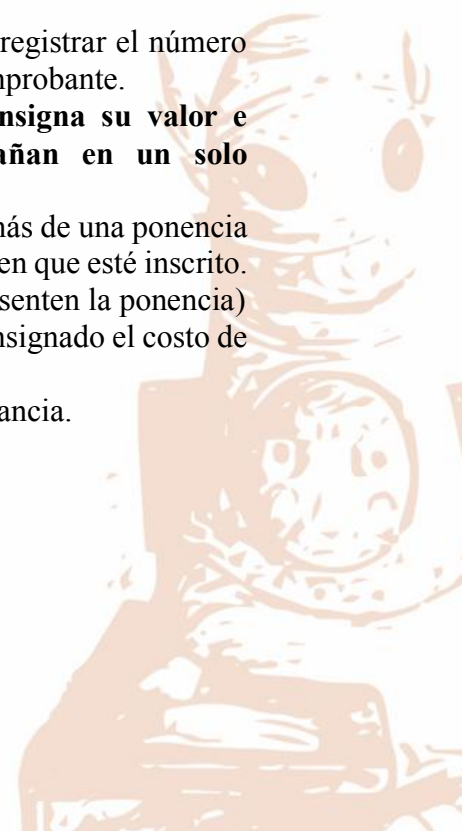 registrar el número
mprobante.
nsigna su valor e
añan en un solo
más de una ponencia
en que esté inscrito.
senten la ponencia)
nsignado el costo de
ancia.